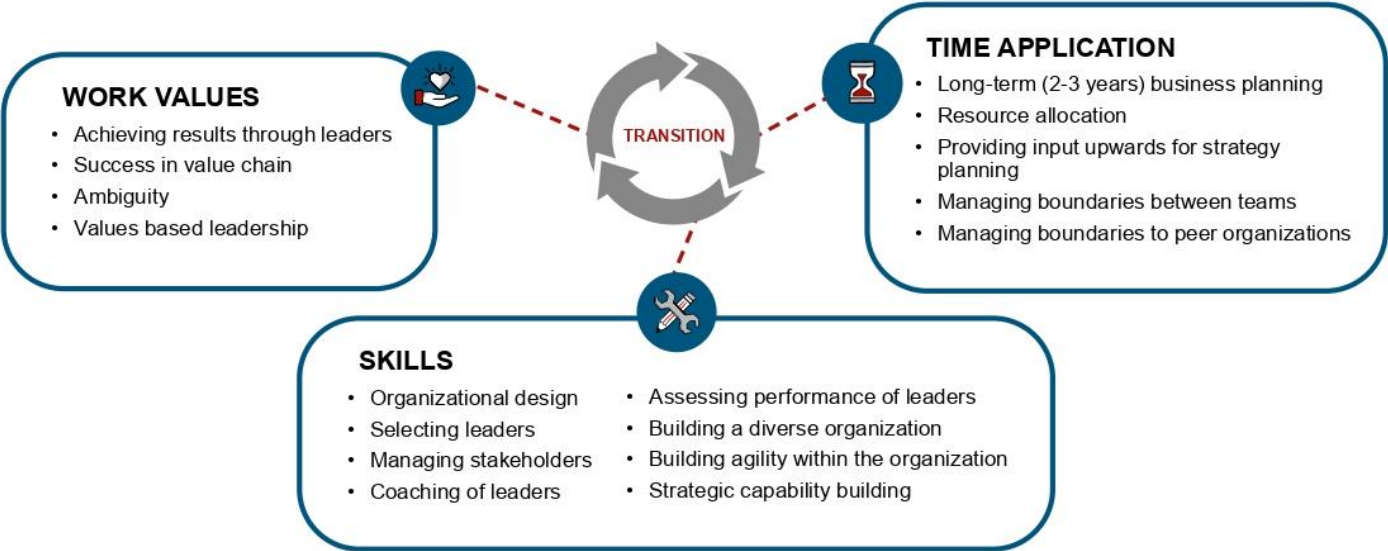 WORK VALUES
• Achieving results through leaders
• Success in value chain
• Ambiguity
• Values based leadership
TRANSITION
TIME APPLICATION
• Long-term (2-3 years) business planning
• Resource allocation
• Providing input upwards for strategy
planning
• Managing boundaries between teams
• Managing boundaries to peer organizations
SKILLS
• Organizational design
• Selecting leaders
• Managing stakeholders
• Coaching of leaders
• Assessing performance of leaders
• Building a diverse organization
• Building agility within the organization
• Strategic capability building